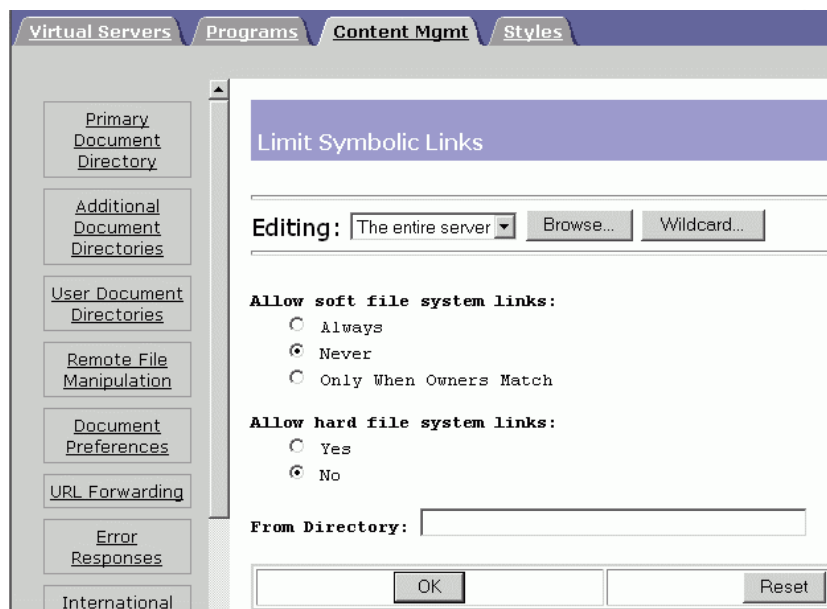 Virtual Servers Programs Content Mgmt Styles
Primary
Document
Directory
Additional
Document
Directories
User Document
Directories
Remote File
Manipulation
Document
Preferences
URL Forwarding
Error
Responses
International
Limit Symbolic Links
Editing: The entire server Browse... Wildcard...
Allow soft file system links:
Always
Never
Only When Owners Match
Allow hard file system links:
Yes
No
From Directory:
OK Reset